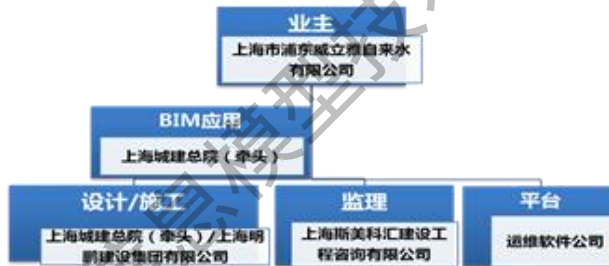 业主
上海市浦东威立雅自来水
有限公司
BIM应用
上海城建总院（牵头）
设计/施工
上海城建总院（牵头）/上海明
鹏建设集团有限公司
监理
上海斯美科汇建设工
程咨询有限公司
平台
运维软件公司
息模型技